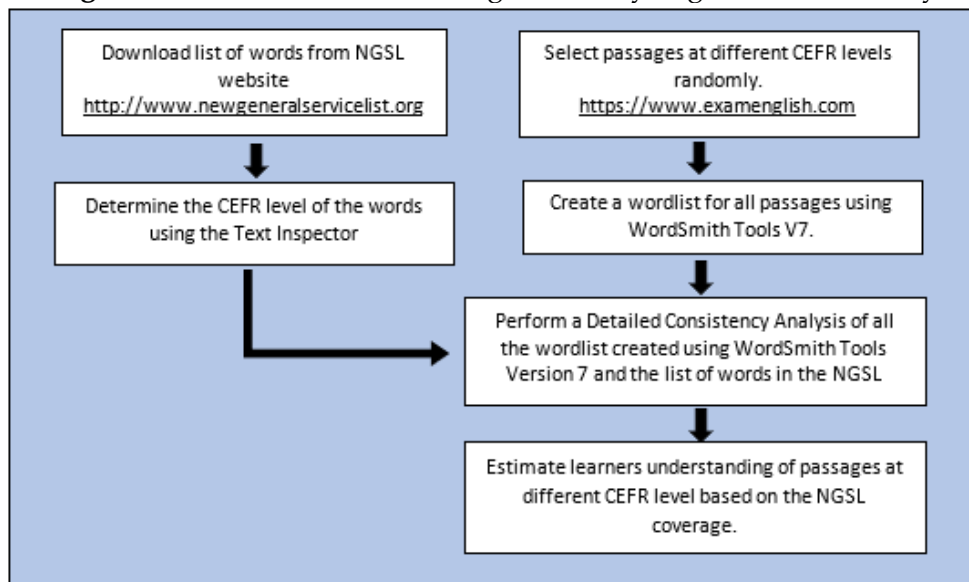 Download list of words from NGSL
website
http://www.newgeneralservicelist.org
Determine the CEFR level of the words
using the Text Inspector
Select passages at different CEFR levels
randomly.
https://www.examenglish.com
Create a wordlist for all passages using
WordSmith Tools V7.
Perform a Detailed Consistency Analysis of all
the wordlist created using WordSmith Tools
Version 7 and the list of words in the NGSL
Estimate learners understanding of passages at
different CEFR level based on the NGSL
coverage.